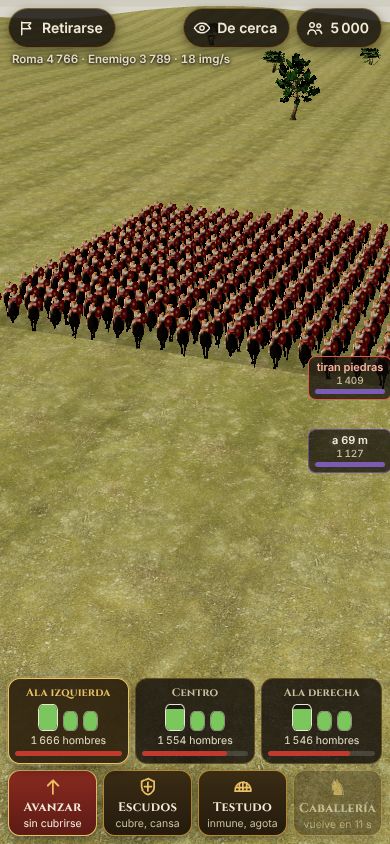 Retirarse
De cerca
5 000
Roma 4 766 · Enemigo 3 789 · 18 img/s
tiran piedras
1 409
a 69 m
1 127
ALA IZQUIERDA
1 666 hombres
CENTRO
1 554 hombres
ALA DERECHA
1 546 hombres
AVANZAR
sin cubrirse
ESCUDOS
cubre, cansa
TESTUDO
inmune, agota
CABALLERÍA
vuelve en 11 s